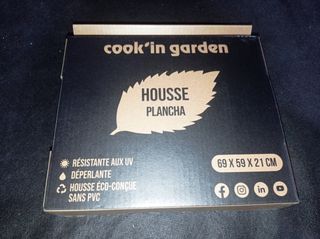 cook'in garden
HOUSSE
PLANCHA
RÉSISTANTE AUX UV
DÉPERLANTE
HOUSSE ÉCO-CONÇUE
SANS PVC
69 X 59 X 21 CM